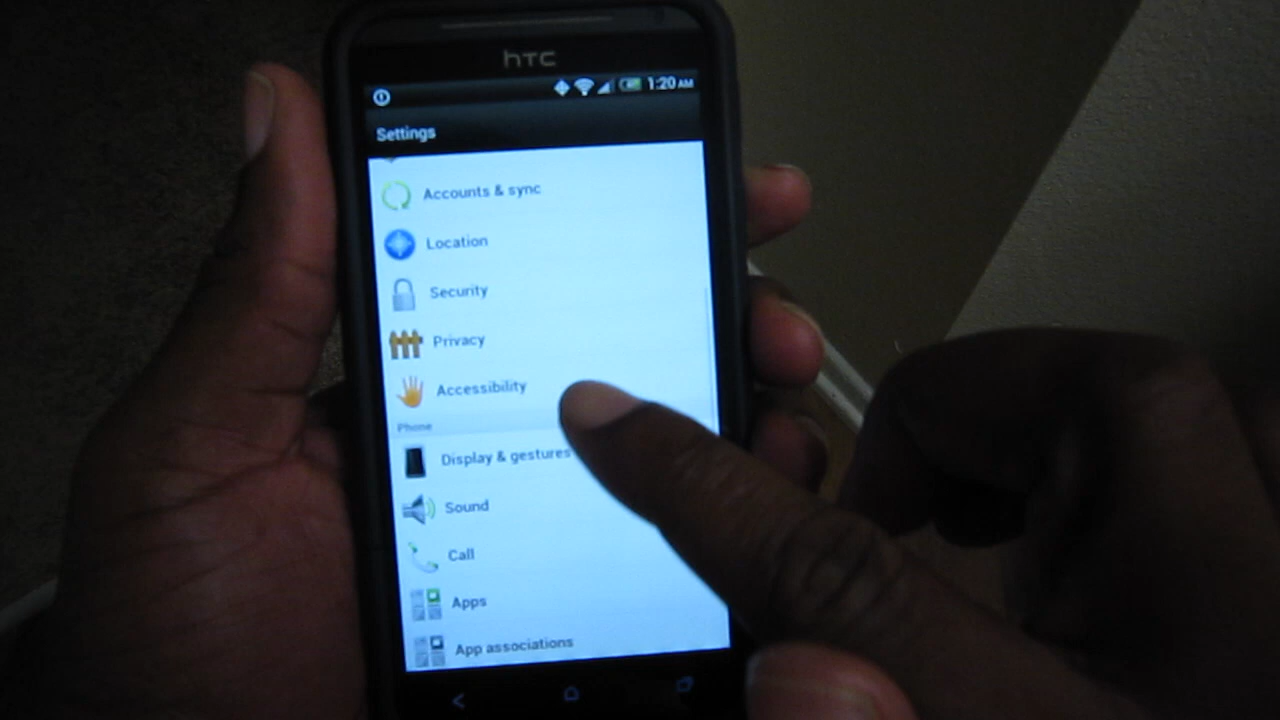 hTC
1:20 AM
Settings
Accounts & sync
Location
Security
Privacy
Accessibility
Phone
Display & gestures
Sound
Call
Apps
App associations